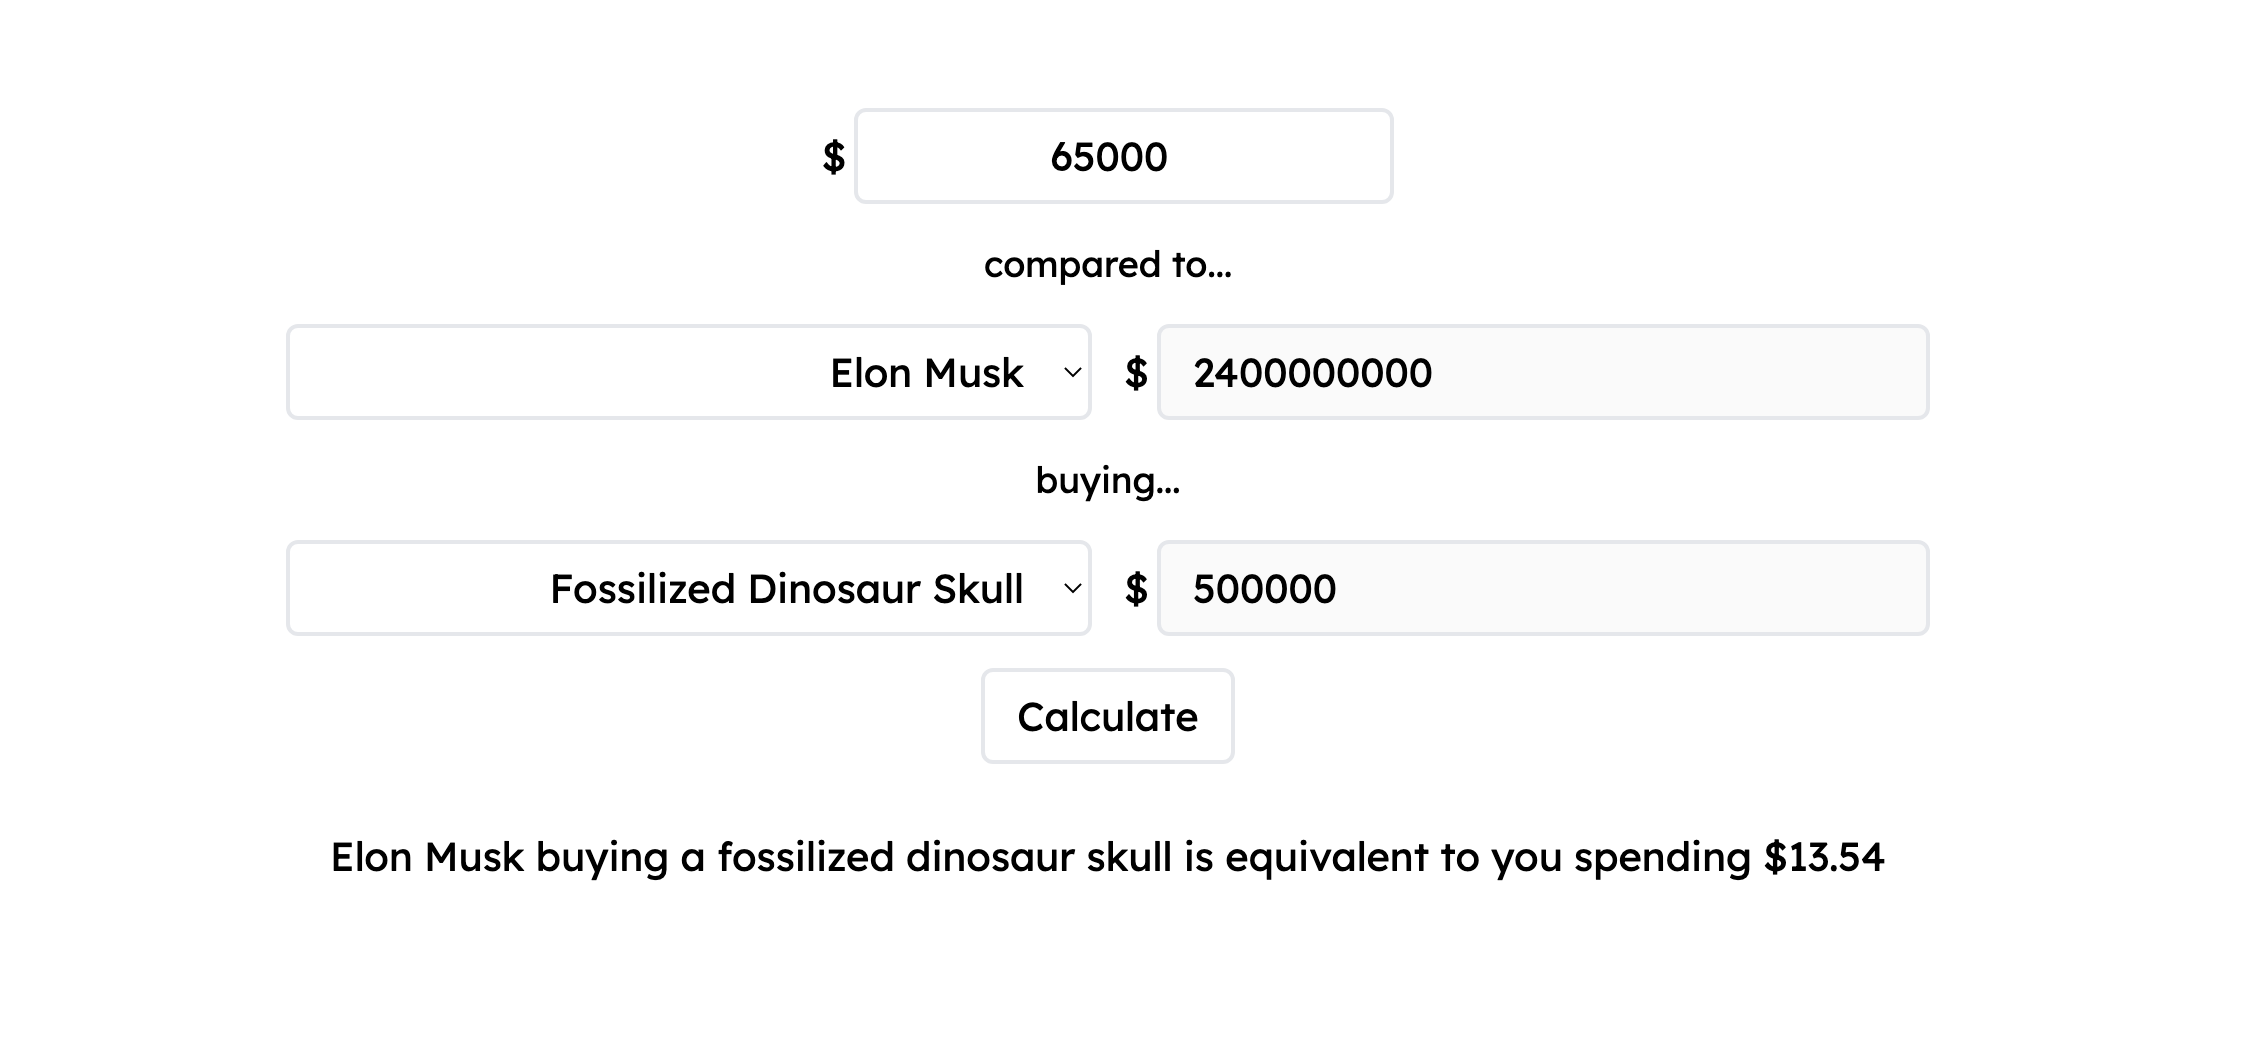 $ 65000
compared to...
Elon Musk $ 2400000000
buying...
Fossilized Dinosaur Skull $ 500000
Calculate
Elon Musk buying a fossilized dinosaur skull is equivalent to you spending $13.54